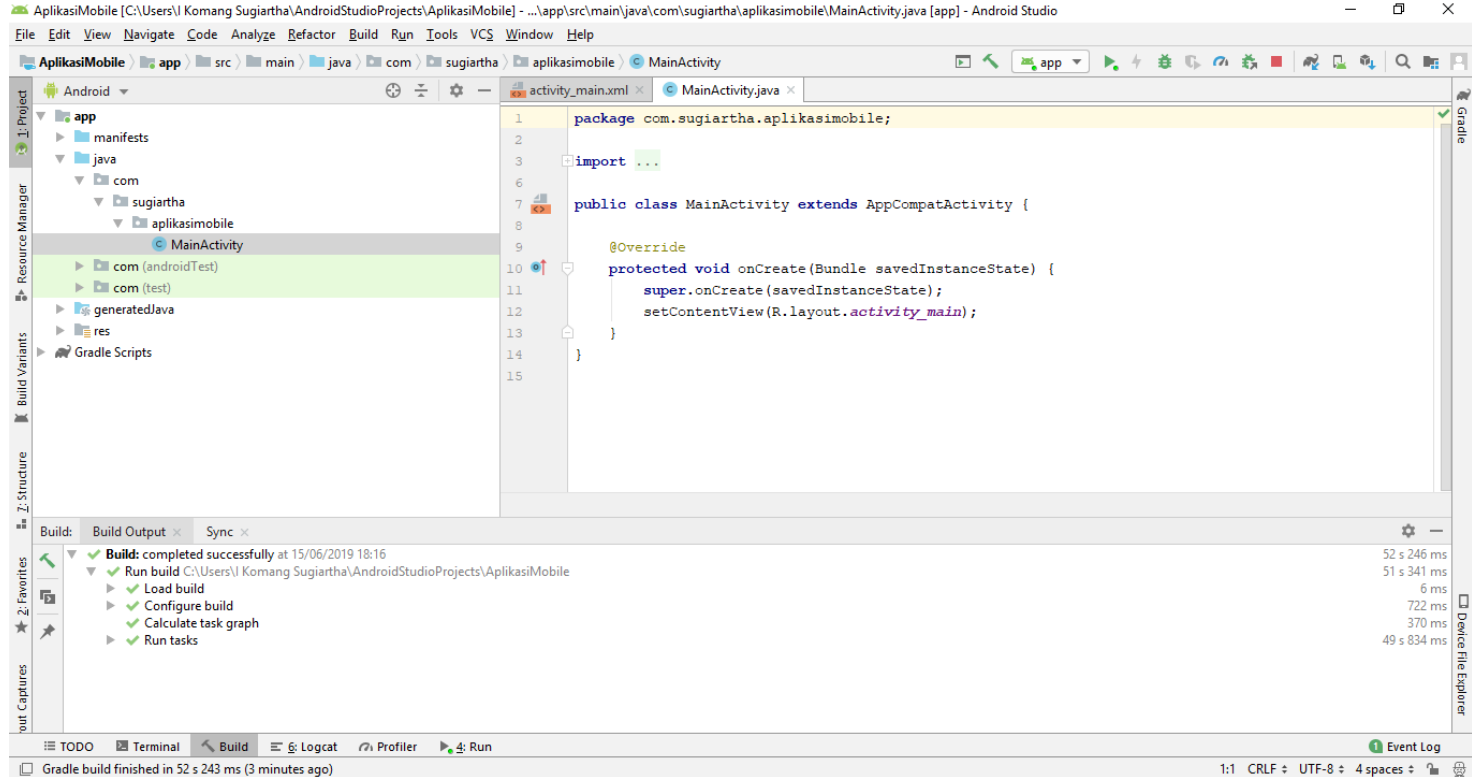 AplikasiMobile [C:\Users\I Komang Sugiartha\AndroidStudioProjects\AplikasiMobile] - ...\app\src\main\java\com\sugiartha\aplikasimobile\MainActivity.java [app] - Android Studio
File Edit View Navigate Code Analyze Refactor Build Run Tools VCS Window Help
AplikasiMobile app src main java com sugiartha aplikasimobile MainActivity app
Android
activity_main.xml MainActivity.java
app
manifests
java
com
sugiartha
aplikasimobile
MainActivity
com (androidTest)
com (test)
generatedJava
res
Gradle Scripts
1 package com.sugiartha.aplikasimobile;
2
3 import ...
6
7 public class MainActivity extends AppCompatActivity {
8
9 @Override
10 protected void onCreate(Bundle savedInstanceState) {
11 super.onCreate(savedInstanceState);
12 setContentView(R.layout.activity_main);
13 }
14 }
15
1: Project
Resource Manager
Build Variants
Z: Structure
2: Favorites
out Captures
Gradle
Device File Explorer
Build: Build Output Sync
Build: completed successfully at 15/06/2019 18:16 52 s 246 ms
Run build C:\Users\I Komang Sugiartha\AndroidStudioProjects\AplikasiMobile 51 s 341 ms
Load build 6 ms
Configure build 722 ms
Calculate task graph 370 ms
Run tasks 49 s 834 ms
TODO Terminal Build 6: Logcat Profiler 4: Run 1 Event Log
Gradle build finished in 52 s 243 ms (3 minutes ago) 1:1 CRLF UTF-8 4 spaces